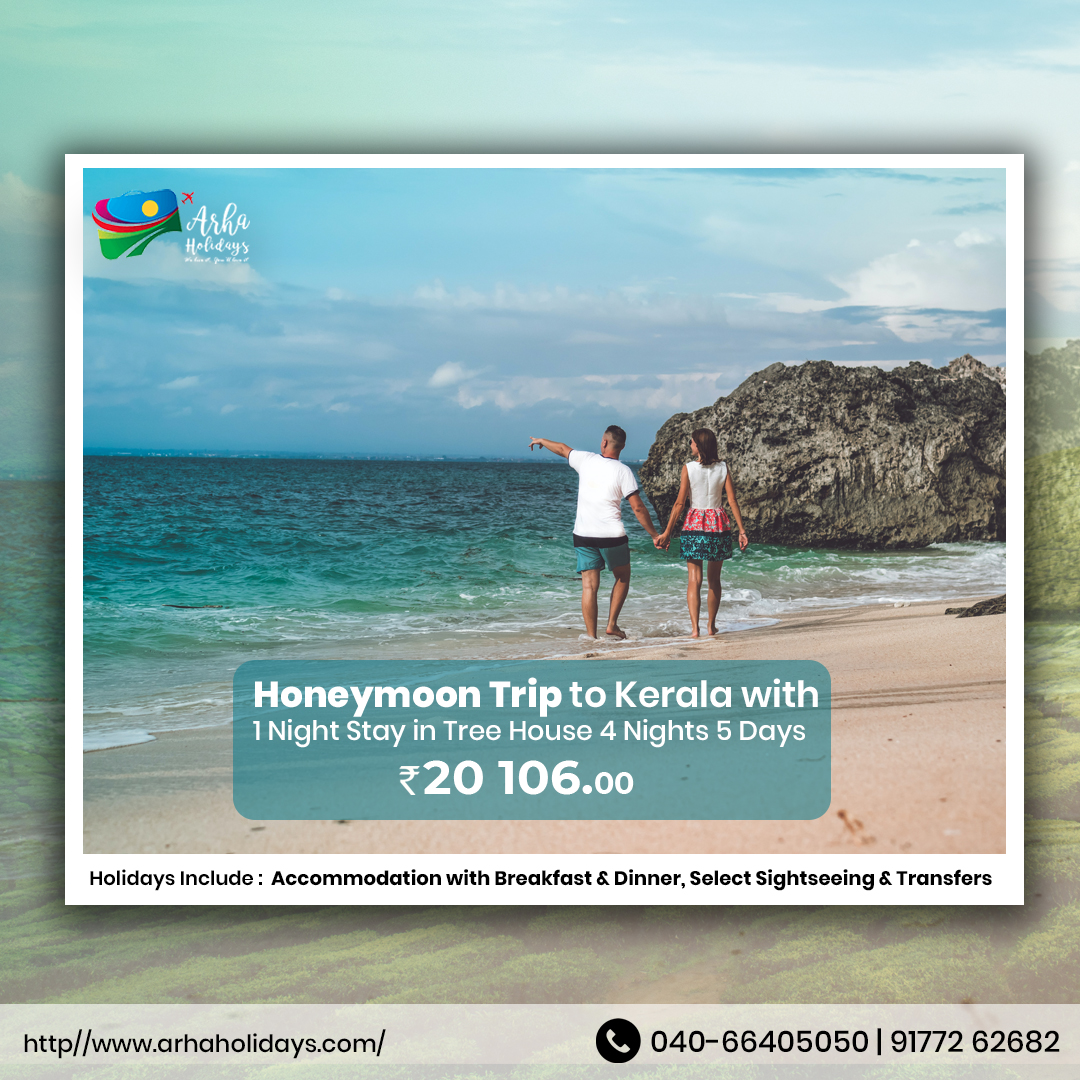 Arha
Holidays
Honeymoon Trip to Kerala with
1 Night Stay in Tree House 4 Nights 5 Days
₹20 106.00
Holidays Include : Accommodation with Breakfast & Dinner, Select Sightseeing & Transfers
http//www.arhaholidays.com/
040-66405050 | 91772 62682